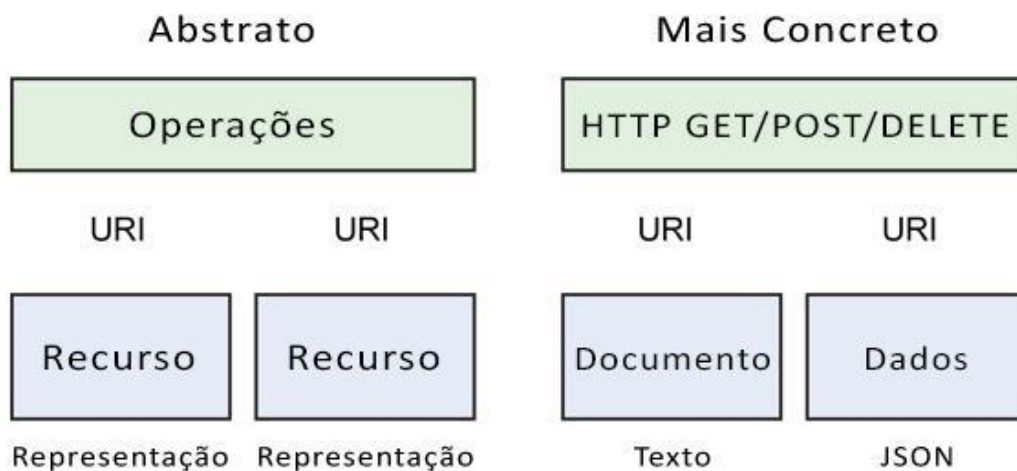 Abstrato
Mais Concreto
Operações
HTTP GET/POST/DELETE
URI
URI
URI
URI
Recurso
Recurso
Documento
Dados
Representação
Representação
Texto
JSON